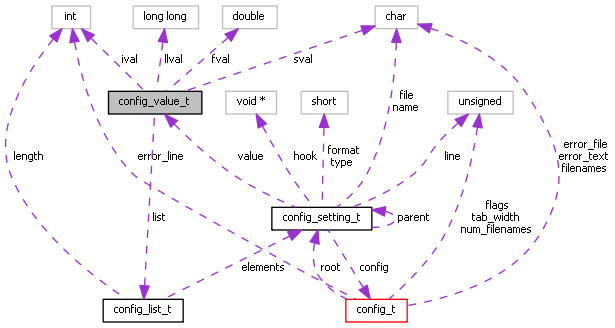 int
long long
double
char
ival
llval
fval
sval
config_value_t
void *
short
unsigned
file
name
length
error_line
value
hook
format
type
line
error_file
error_text
filenames
list
config_setting_t
parent
flags
tab_width
num_filenames
elements
root
config
config_list_t
config_t